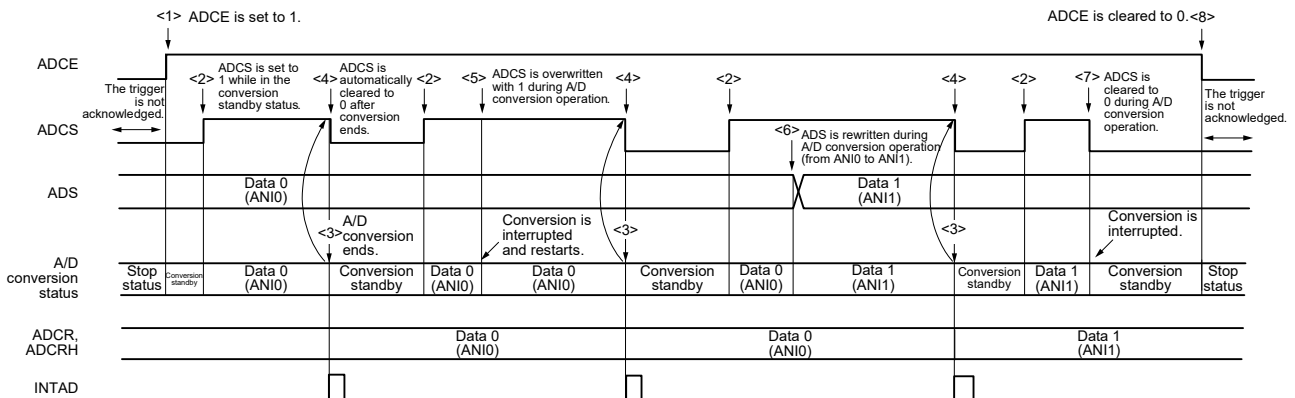 <1> ADCE is set to 1.
ADCE is cleared to 0.<8>
ADCE
The trigger
is not
acknowledged.
<2>
ADCS is set to
1 while in the
conversion
standby status.
<4>
ADCS is
automatically
cleared to
0 after
conversion
ends.
<2>
<5>
ADCS is overwritten
with 1 during A/D
conversion operation.
<4>
<2>
<4>
<2>
<7>
ADCS is
cleared to
0 during A/D
conversion
operation.
The trigger
is not
acknowledged.
ADCS
<6>
ADS is rewritten during
A/D conversion operation
(from ANI0 to ANI1).
ADS
Data 0
(ANI0)
Data 1
(ANI1)
<3>
A/D
conversion
ends.
Conversion is
interrupted
and restarts.
<3>
<3>
Conversion is
interrupted.
A/D
conversion
status
Stop
status
Conversion
standby
Data 0
(ANI0)
Conversion
standby
Data 0
(ANI0)
Data 0
(ANI0)
Conversion
standby
Data 0
(ANI0)
Data 1
(ANI1)
Conversion
standby
Data 1
(ANI1)
Conversion
standby
Stop
status
ADCR,
ADCRH
Data 0
(ANI0)
Data 0
(ANI0)
Data 1
(ANI1)
INTAD